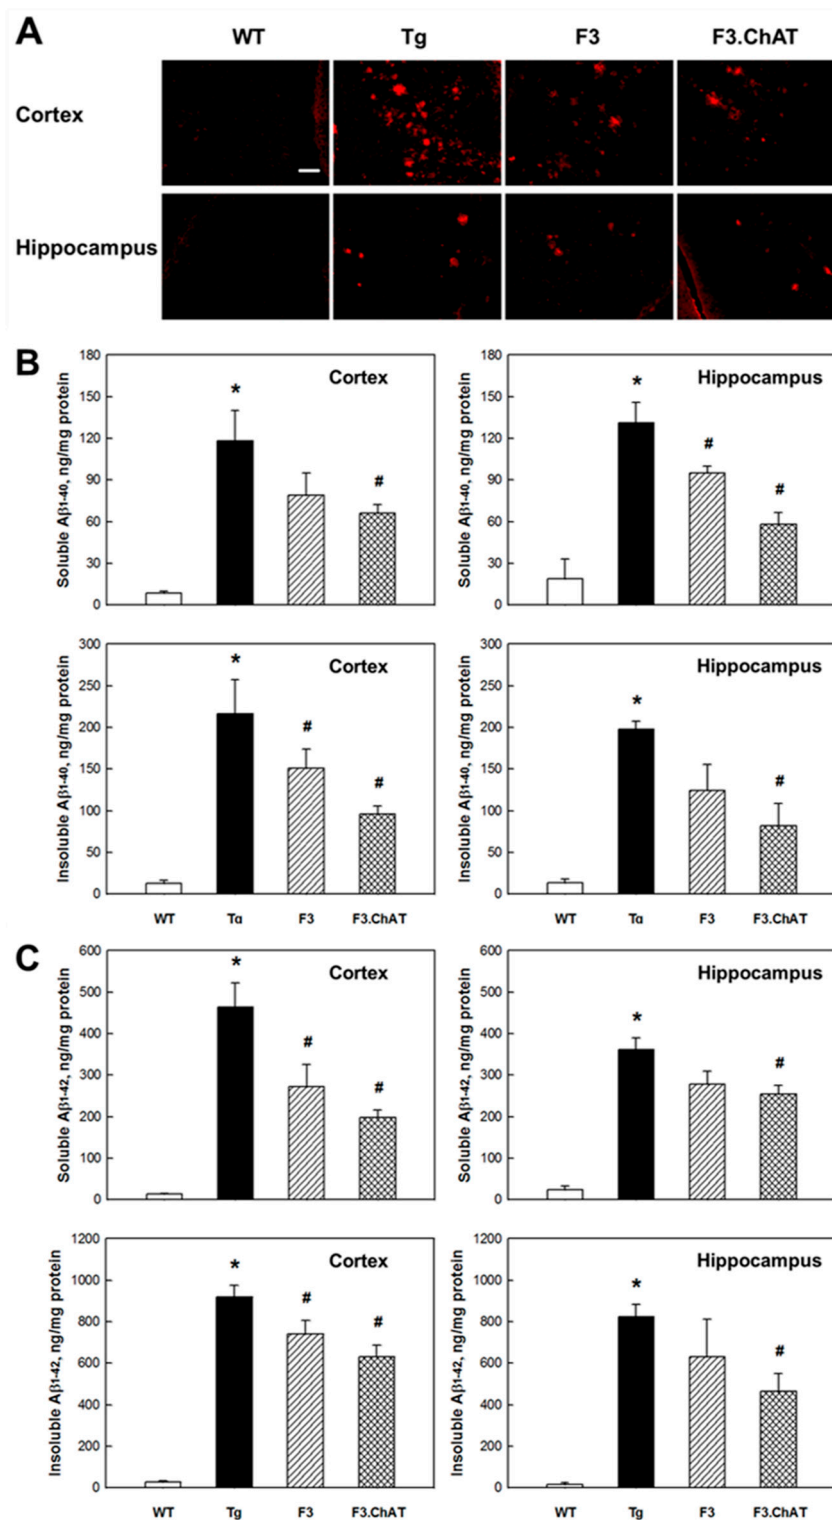 A
WT Tg F3 F3.ChAT
Cortex
Hippocampus
B
Soluble Aβ1-40, ng/mg protein
180
150
120
90
60
30
0
Cortex
*
#
Soluble Aβ1-40, ng/mg protein
180
150
120
90
60
30
0
Hippocampus
*
#
#
Insoluble Aβ1-40, ng/mg protein
300
250
200
150
100
50
0
Cortex
*
#
#
WT Tg F3 F3.ChAT
Insoluble Aβ1-40, ng/mg protein
300
250
200
150
100
50
0
Hippocampus
*
#
WT Tg F3 F3.ChAT
C
Soluble Aβ1-42, ng/mg protein
600
500
400
300
200
100
0
Cortex
*
#
#
Soluble Aβ1-42, ng/mg protein
600
500
400
300
200
100
0
Hippocampus
*
#
Insoluble Aβ1-42, ng/mg protein
1200
1000
800
600
400
200
0
Cortex
*
#
#
WT Tg F3 F3.ChAT
Insoluble Aβ1-42, ng/mg protein
1200
1000
800
600
400
200
0
Hippocampus
*
#
WT Tg F3 F3.ChAT